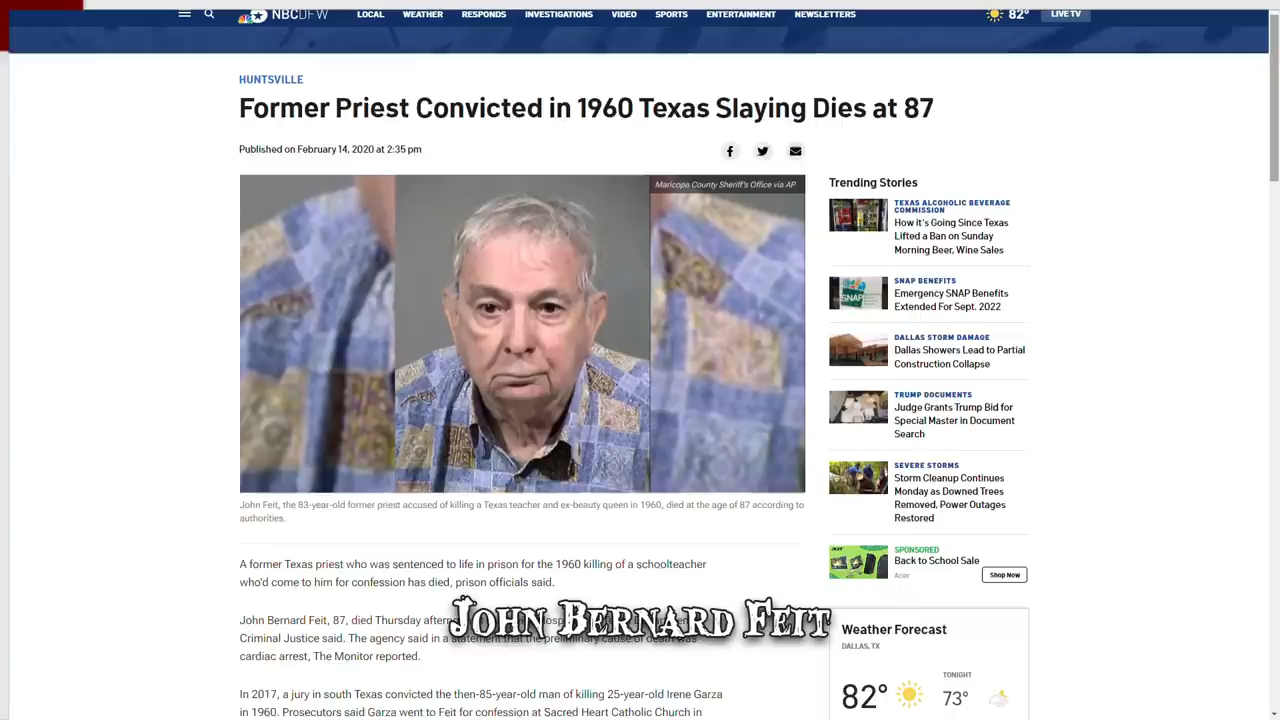 NBCDFW
LOCAL
WEATHER
RESPONDS
INVESTIGATIONS
VIDEO
SPORTS
ENTERTAINMENT
NEWSLETTERS
82°
LIVE TV
HUNTSVILLE
Former Priest Convicted in 1960 Texas Slaying Dies at 87
Published on February 14, 2020 at 2:35 pm
Maricopa County Sheriff's Office via AP
John Feit, the 83-year-old former priest accused of killing a Texas teacher and ex-beauty queen in 1960, died at the age of 87 according to
authorities.
A former Texas priest who was sentenced to life in prison for the 1960 killing of a schoolteacher
who'd come to him for confession has died, prison officials said.
John Bernard Feit, 87, died Thursday
Criminal Justice said. The agency said in a statement that the preliminary cause of death was
cardiac arrest, The Monitor reported.
In 2017, a jury in south Texas convicted the then-85-year-old man of killing 25-year-old Irene Garza
in 1960. Prosecutors said Garza went to Feit for confession at Sacred Heart Catholic Church in
John Bernard Feit
Trending Stories
TEXAS ALCOHOLIC BEVERAGE
COMMISSION
How it's Going Since Texas
Lifted a Ban on Sunday
Morning Beer, Wine Sales
SNAP BENEFITS
Emergency SNAP Benefits
Extended For Sept. 2022
DALLAS STORM DAMAGE
Dallas Showers Lead to Partial
Construction Collapse
TRUMP DOCUMENTS
Judge Grants Trump Bid for
Special Master in Document
Search
SEVERE STORMS
Storm Cleanup Continues
Monday as Downed Trees
Removed, Power Outages
Restored
SPONSORED
Back to School Sale
Acer
Shop Now
acer
SNAP
Weather Forecast
DALLAS, TX
82°
TONIGHT
73°